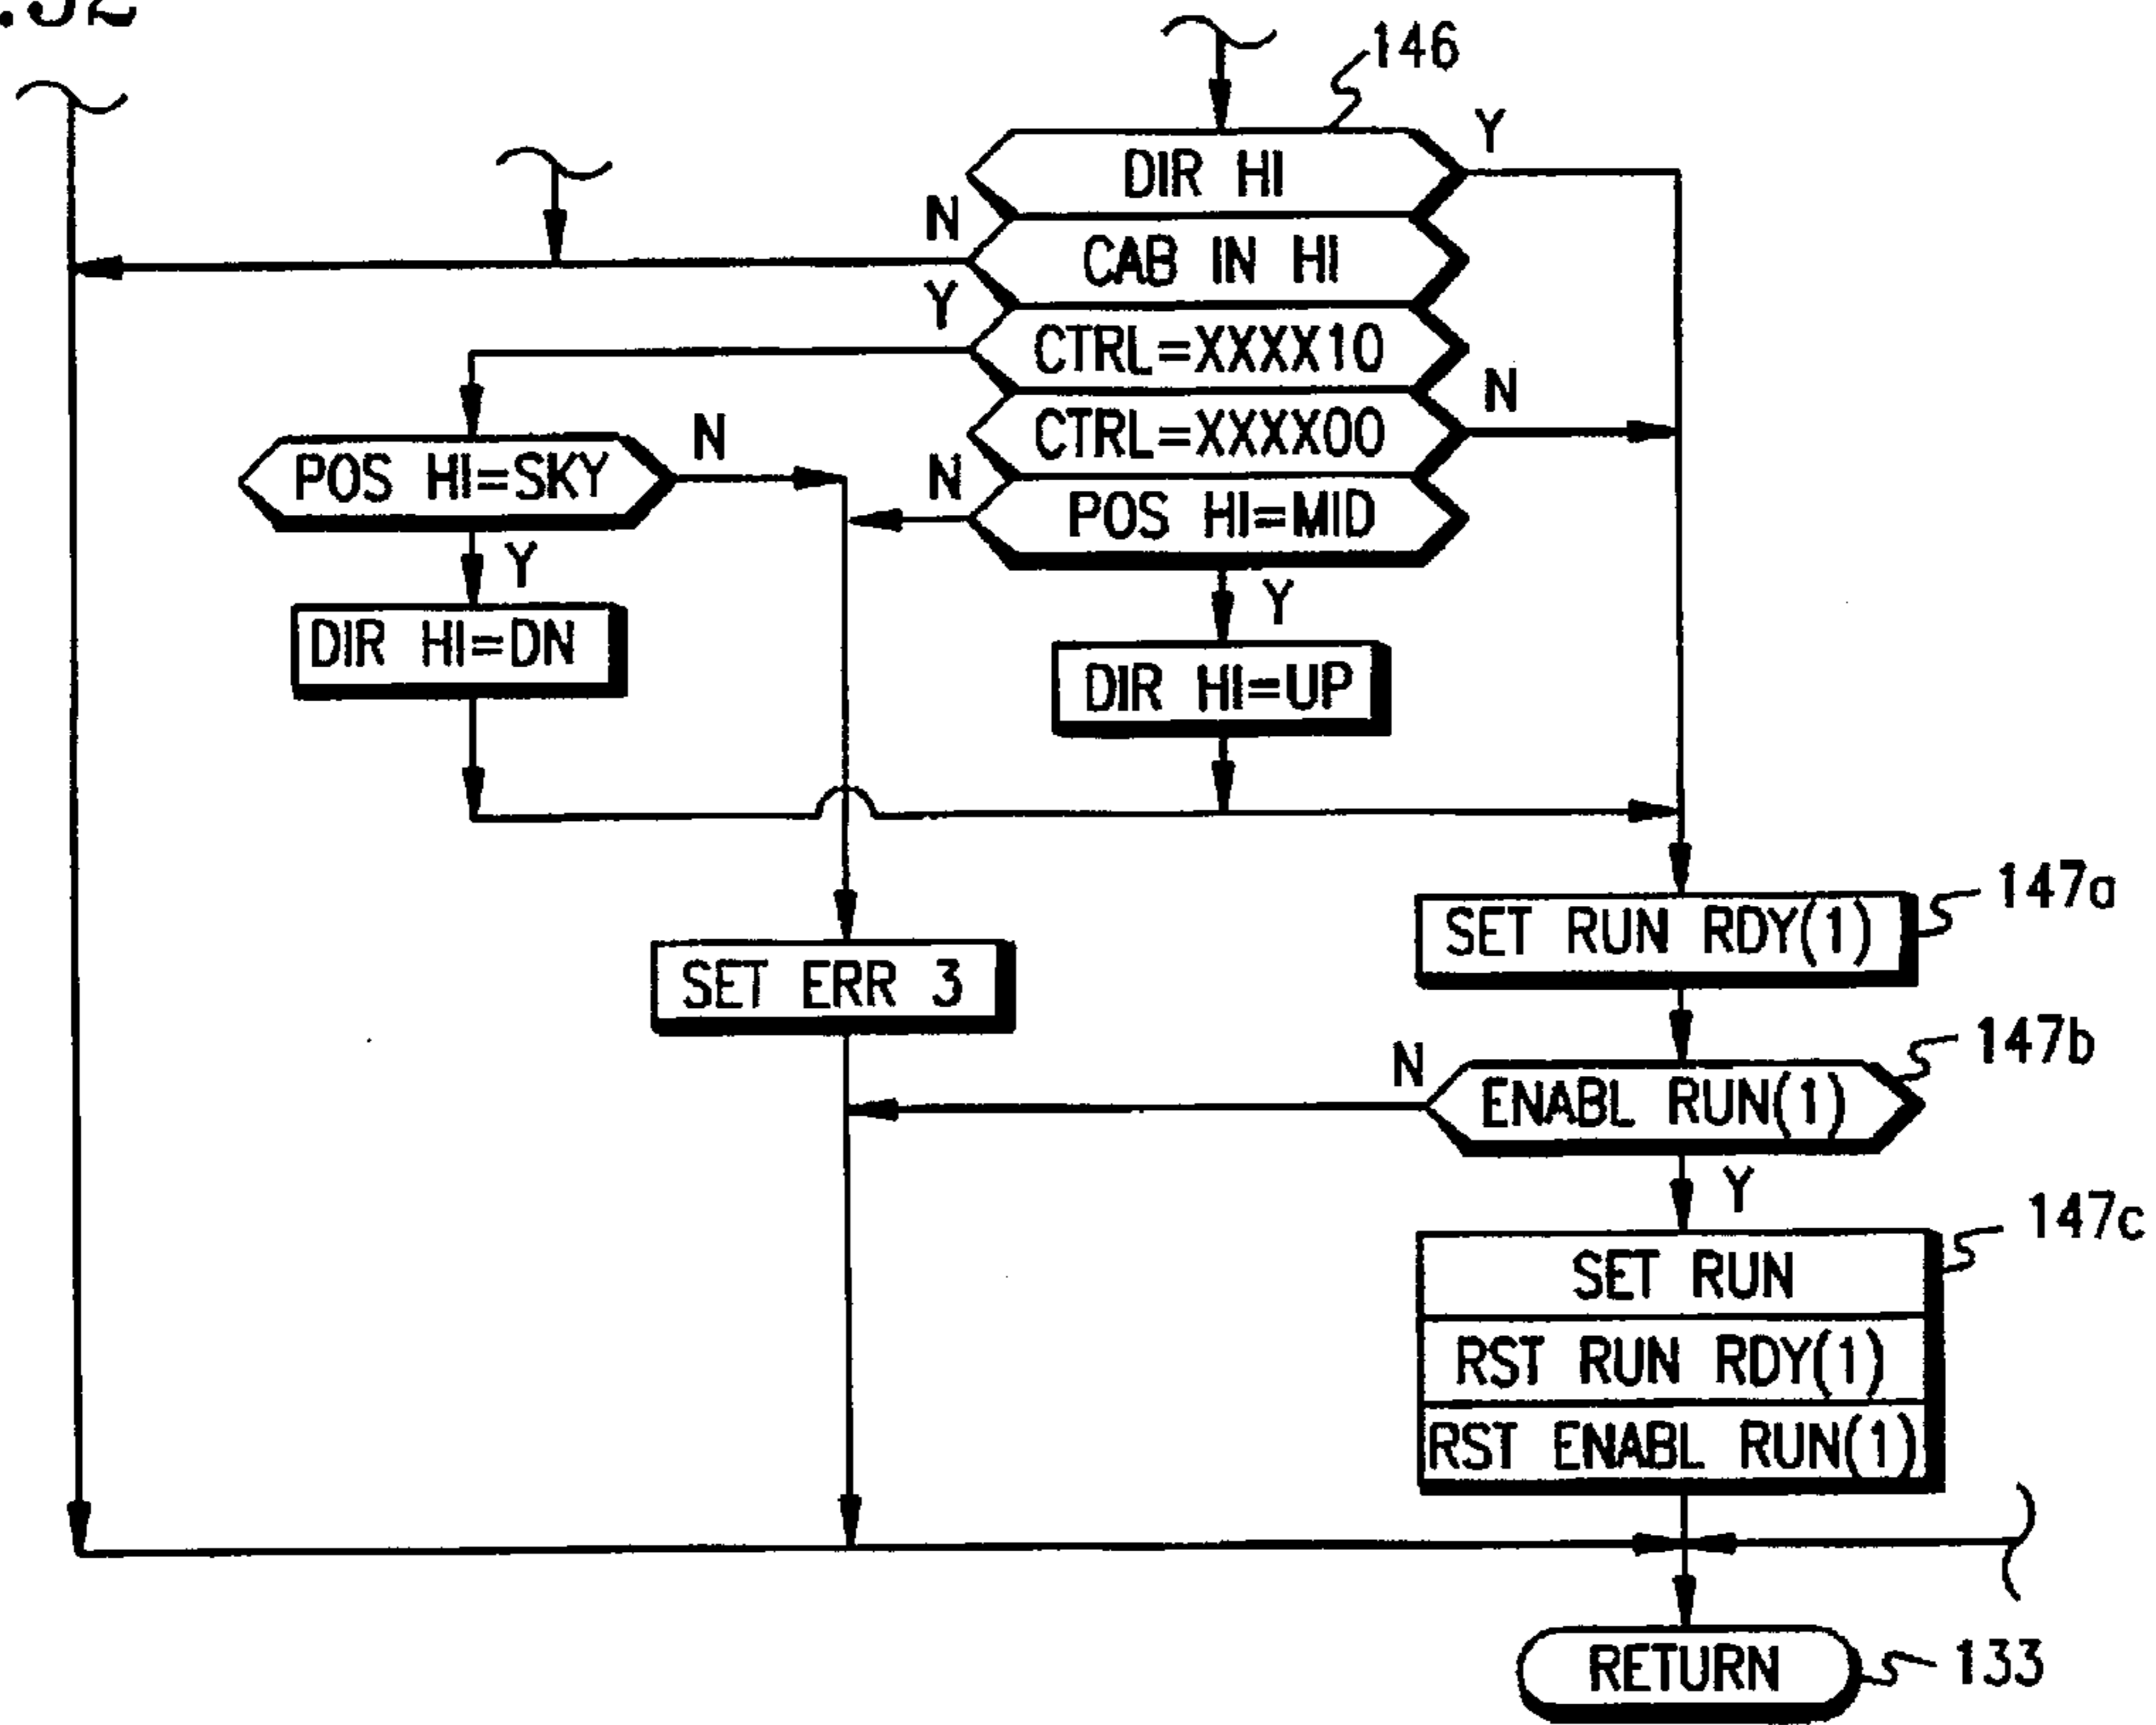 146
DIR HI
Y
N
CAB IN HI
Y
CTRL=XXXX10
CTRL=XXXX00
N
POS HI=SKY
N
N
POS HI=MID
Y
Y
DIR HI=DN
DIR HI=UP
SET RUN RDY(1)
147a
SET ERR 3
147b
N
ENABL RUN(1)
Y
147c
SET RUN
RST RUN RDY(1)
RST ENABL RUN(1)
RETURN
133